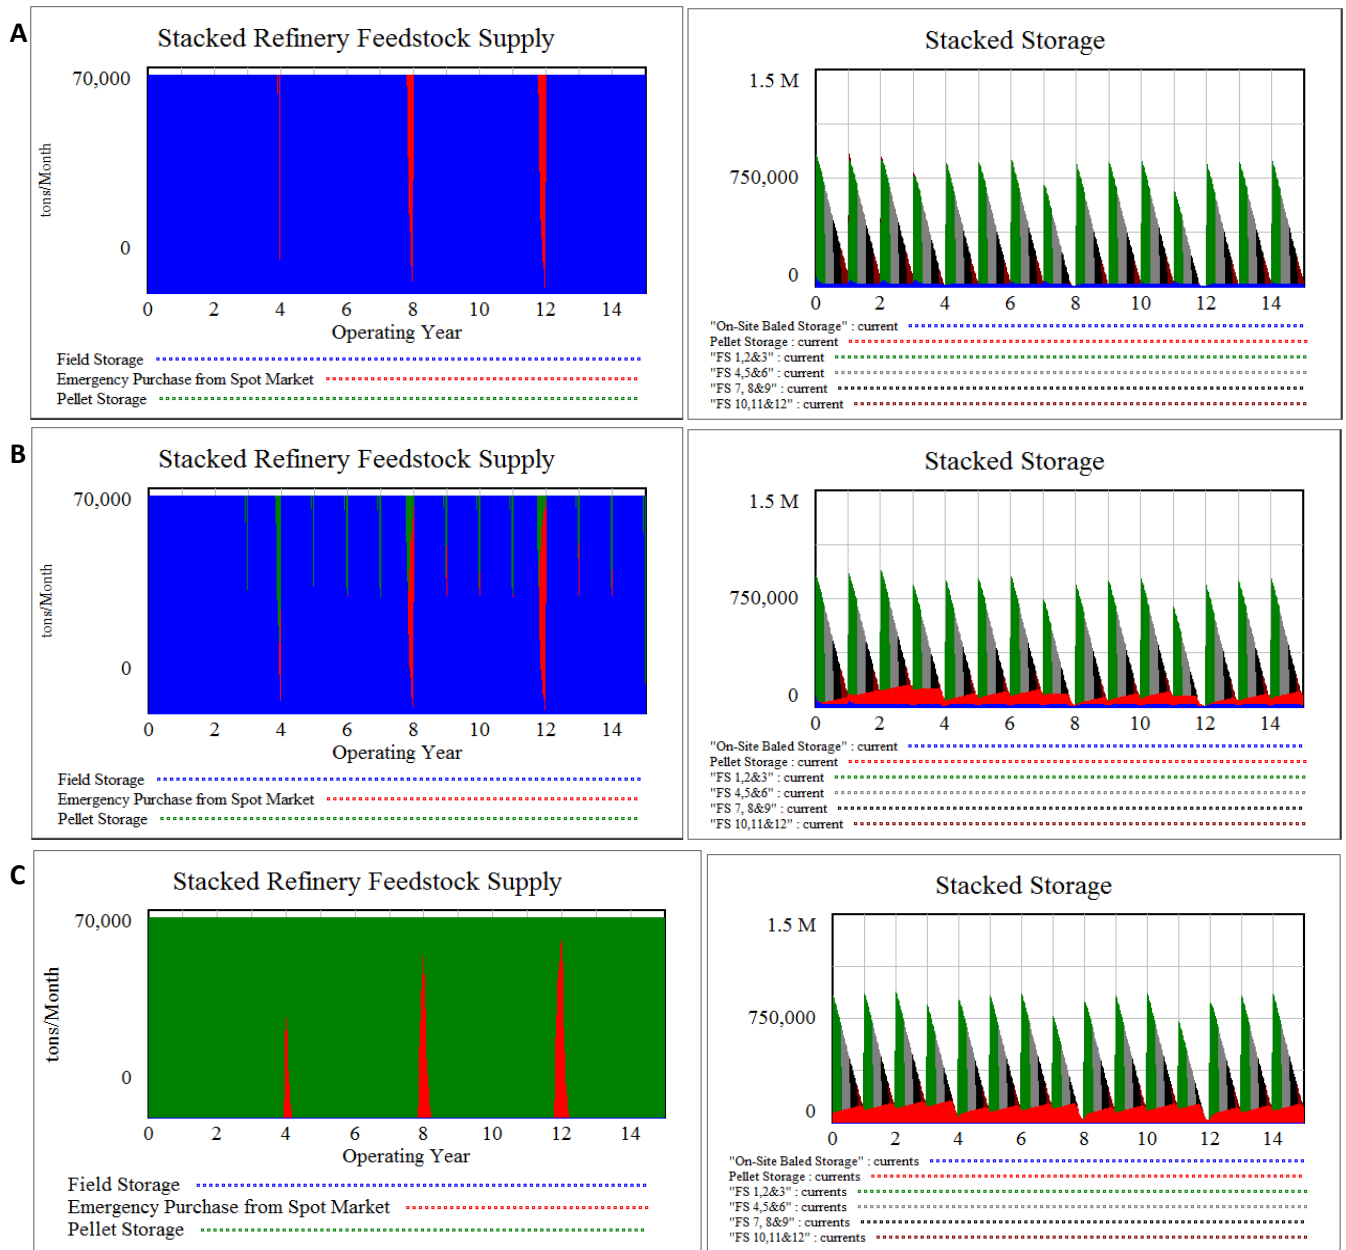 A
Stacked Refinery Feedstock Supply
70,000
tons/Month
0
0 2 4 6 8 10 12 14
Operating Year
Field Storage
Emergency Purchase from Spot Market
Pellet Storage
Stacked Storage
1.5 M
750,000
0
0 2 4 6 8 10 12 14
"On-Site Baled Storage" : current
Pellet Storage : current
"FS 1,2&3" : current
"FS 4,5&6" : current
"FS 7, 8&9" : current
"FS 10,11&12" : current
B
Stacked Refinery Feedstock Supply
70,000
tons/Month
0
0 2 4 6 8 10 12 14
Operating Year
Field Storage
Emergency Purchase from Spot Market
Pellet Storage
Stacked Storage
1.5 M
750,000
0
0 2 4 6 8 10 12 14
"On-Site Baled Storage" : current
Pellet Storage : current
"FS 1,2&3" : current
"FS 4,5&6" : current
"FS 7, 8&9" : current
"FS 10,11&12" : current
C
Stacked Refinery Feedstock Supply
70,000
tons/Month
0
0 2 4 6 8 10 12 14
Operating Year
Field Storage
Emergency Purchase from Spot Market
Pellet Storage
Stacked Storage
1.5 M
750,000
0
0 2 4 6 8 10 12 14
"On-Site Baled Storage" : currents
Pellet Storage : currents
"FS 1,2&3" : currents
"FS 4,5&6" : currents
"FS 7, 8&9" : currents
"FS 10,11&12" : currents